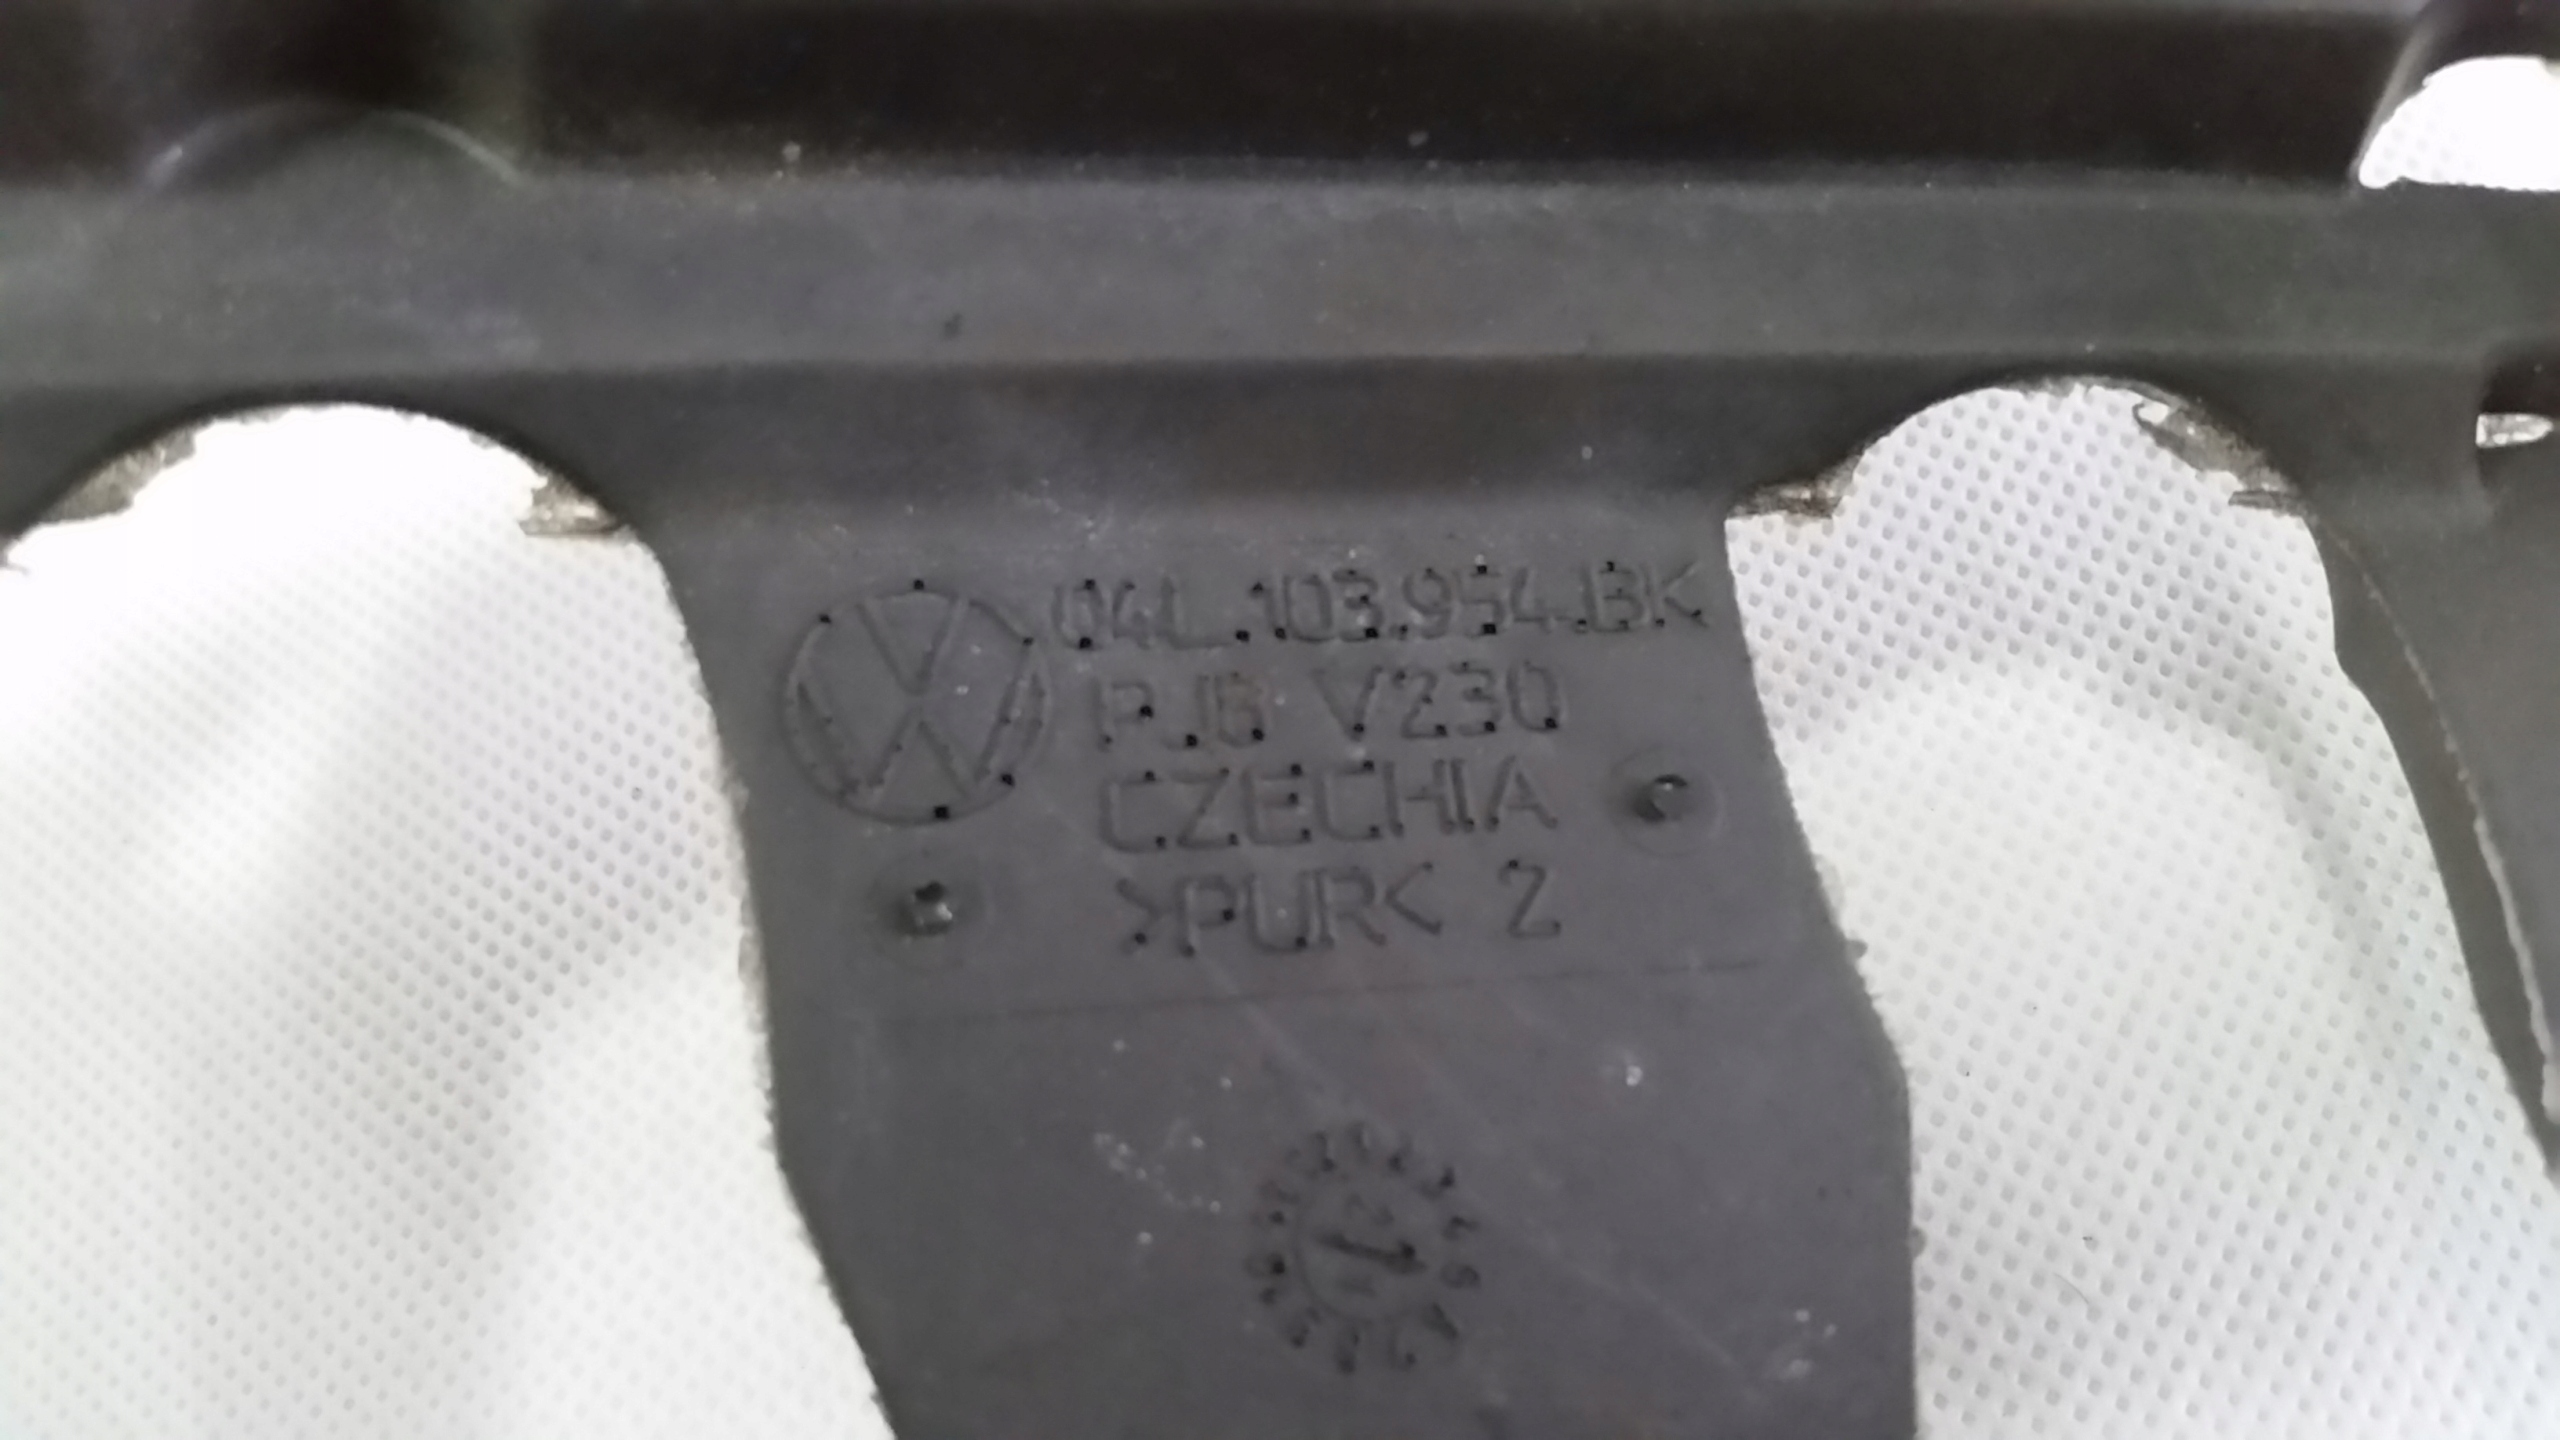 04L.103.954.BK
PJB V230
CZECHIA
>PUR< 2